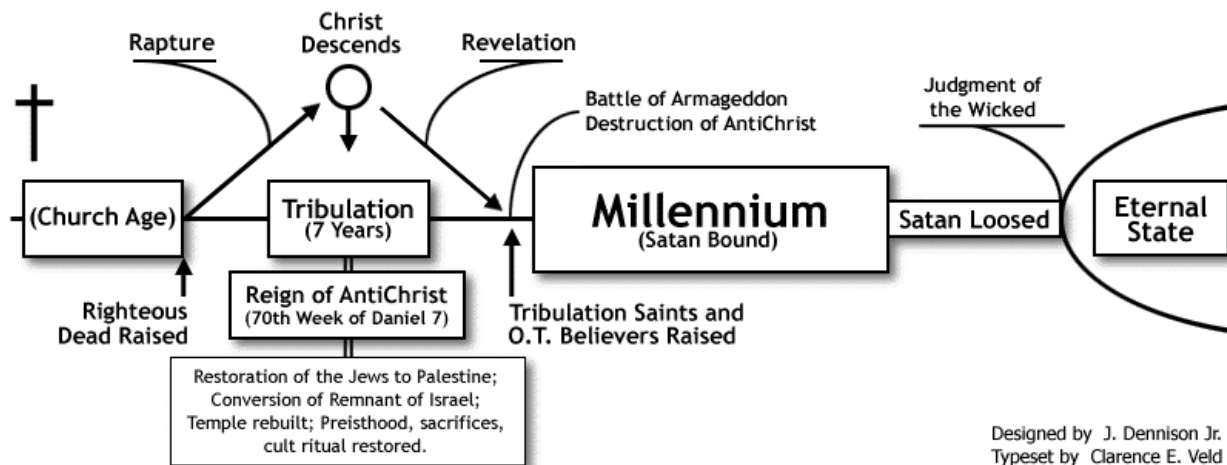 Rapture
Christ
Descends
Revelation
Battle of Armageddon
Destruction of AntiChrist
Judgment of
the Wicked
(Church Age)
Tribulation
(7 Years)
Millennium
(Satan Bound)
Satan Loosed
Eternal
State
Righteous
Dead Raised
Reign of AntiChrist
(70th Week of Daniel 7)
Tribulation Saints and
O.T. Believers Raised
Restoration of the Jews to Palestine;
Conversion of Remnant of Israel;
Temple rebuilt; Preisthood, sacrifices,
cult ritual restored.
Designed by J. Dennison Jr.
Typeset by Clarence E. Veld